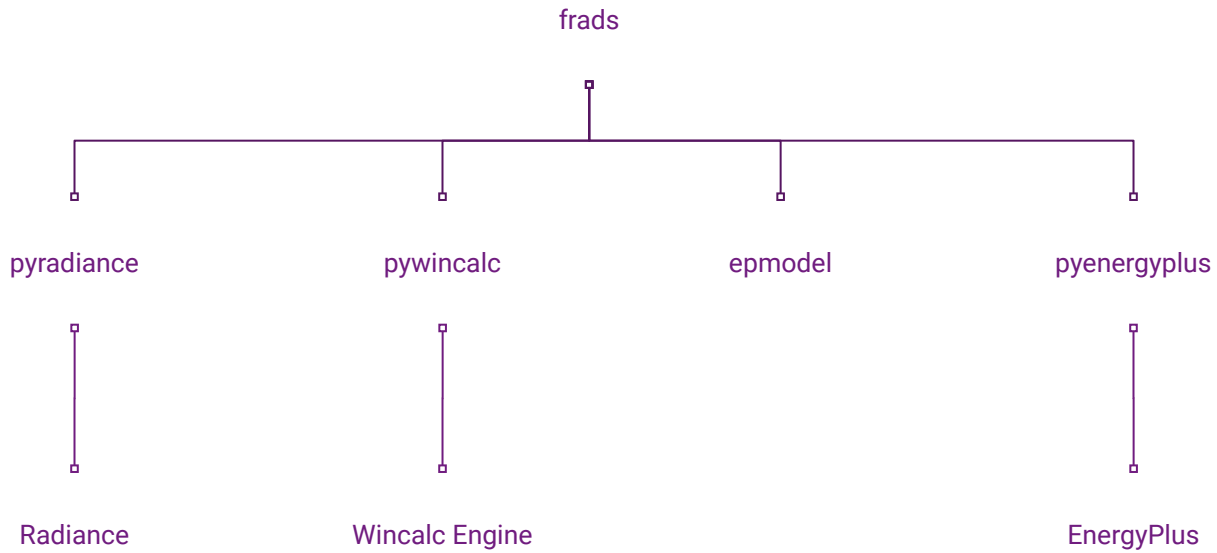 frads
pyradiance
pywincalc
epmodel
pyenergyplus
Radiance
Wincalc Engine
EnergyPlus